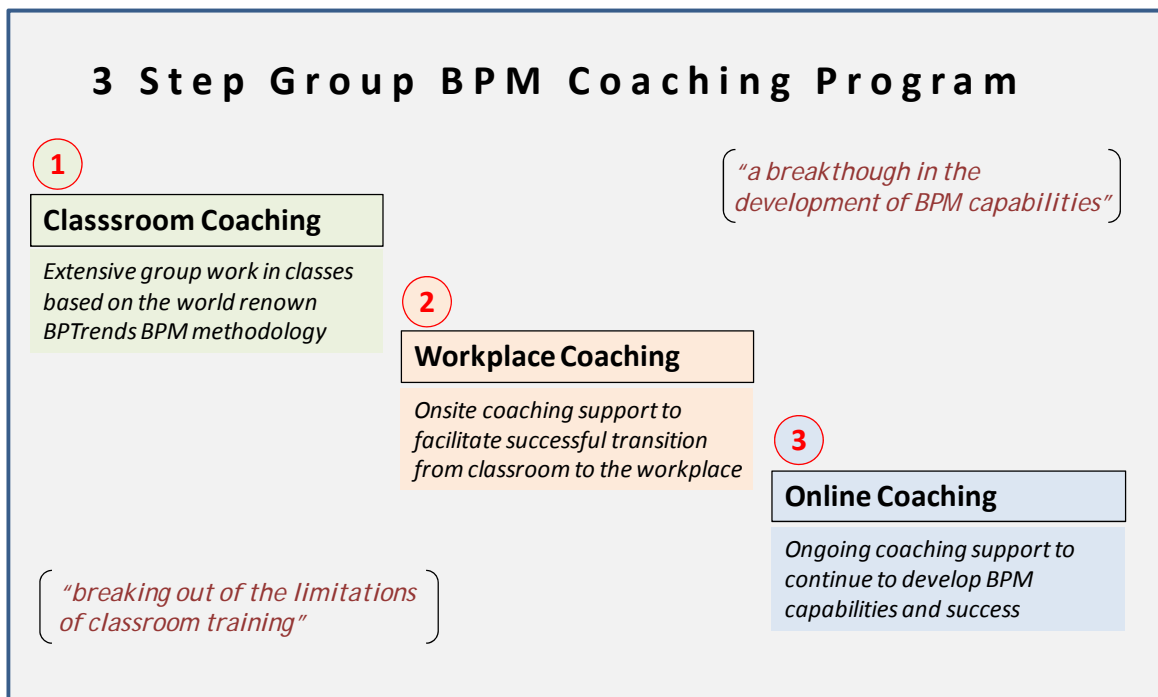 3 Step Group BPM Coaching Program
1
Classsroom Coaching
Extensive group work in classes
based on the world renown
BPTrends BPM methodology
“a breakthough in the
development of BPM capabilities”
2
Workplace Coaching
Onsite coaching support to
facilitate successful transition
from classroom to the workplace
3
Online Coaching
Ongoing coaching support to
continue to develop BPM
capabilities and success
“breaking out of the limitations
of classroom training”